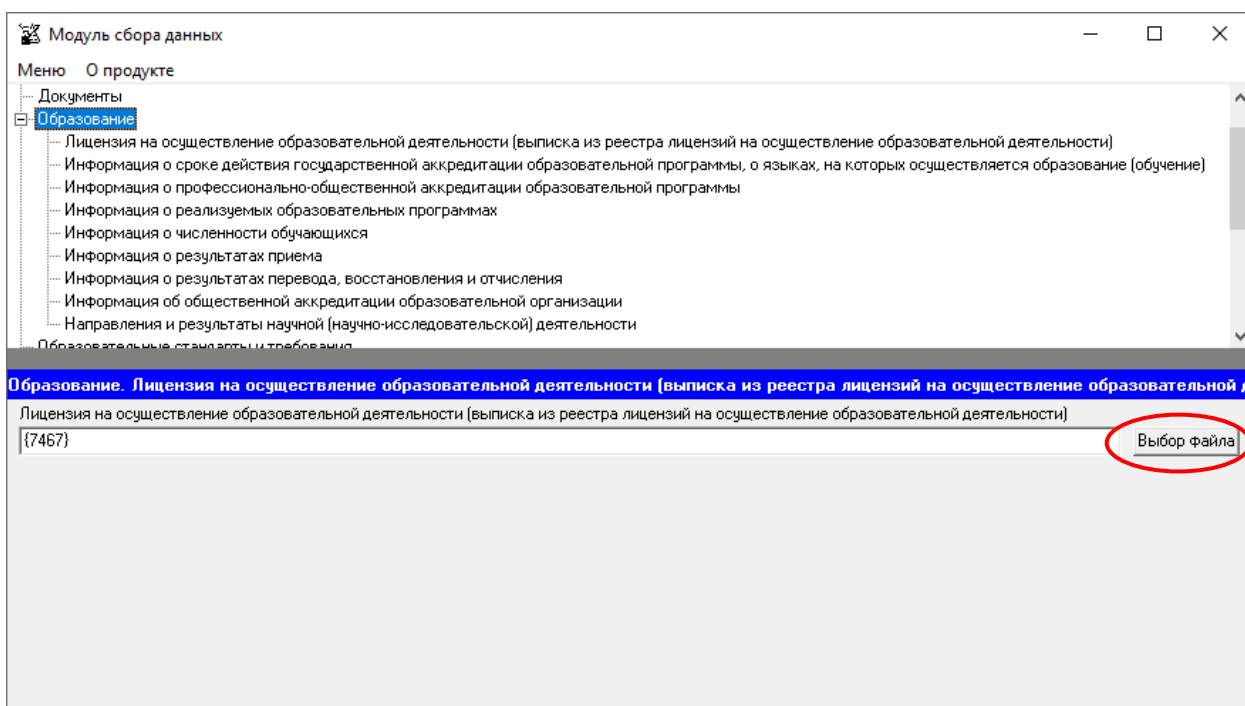 Модуль сбора данных
Меню О продукте
Документы
Образование
Лицензия на осуществление образовательной деятельности (выписка из реестра лицензий на осуществление образовательной деятельности)
Информация о сроке действия государственной аккредитации образовательной программы, о языках, на которых осуществляется образование (обучение)
Информация о профессионально-общественной аккредитации образовательной программы
Информация о реализуемых образовательных программах
Информация о численности обучающихся
Информация о результатах приема
Информация о результатах перевода, восстановления и отчисления
Информация об общественной аккредитации образовательной организации
Направления и результаты научной (научно-исследовательской) деятельности
Образовательные стандарты и требования
Образование. Лицензия на осуществление образовательной деятельности (выписка из реестра лицензий на осуществление образовательной
Лицензия на осуществление образовательной деятельности (выписка из реестра лицензий на осуществление образовательной деятельности)
{7467}
Выбор файла